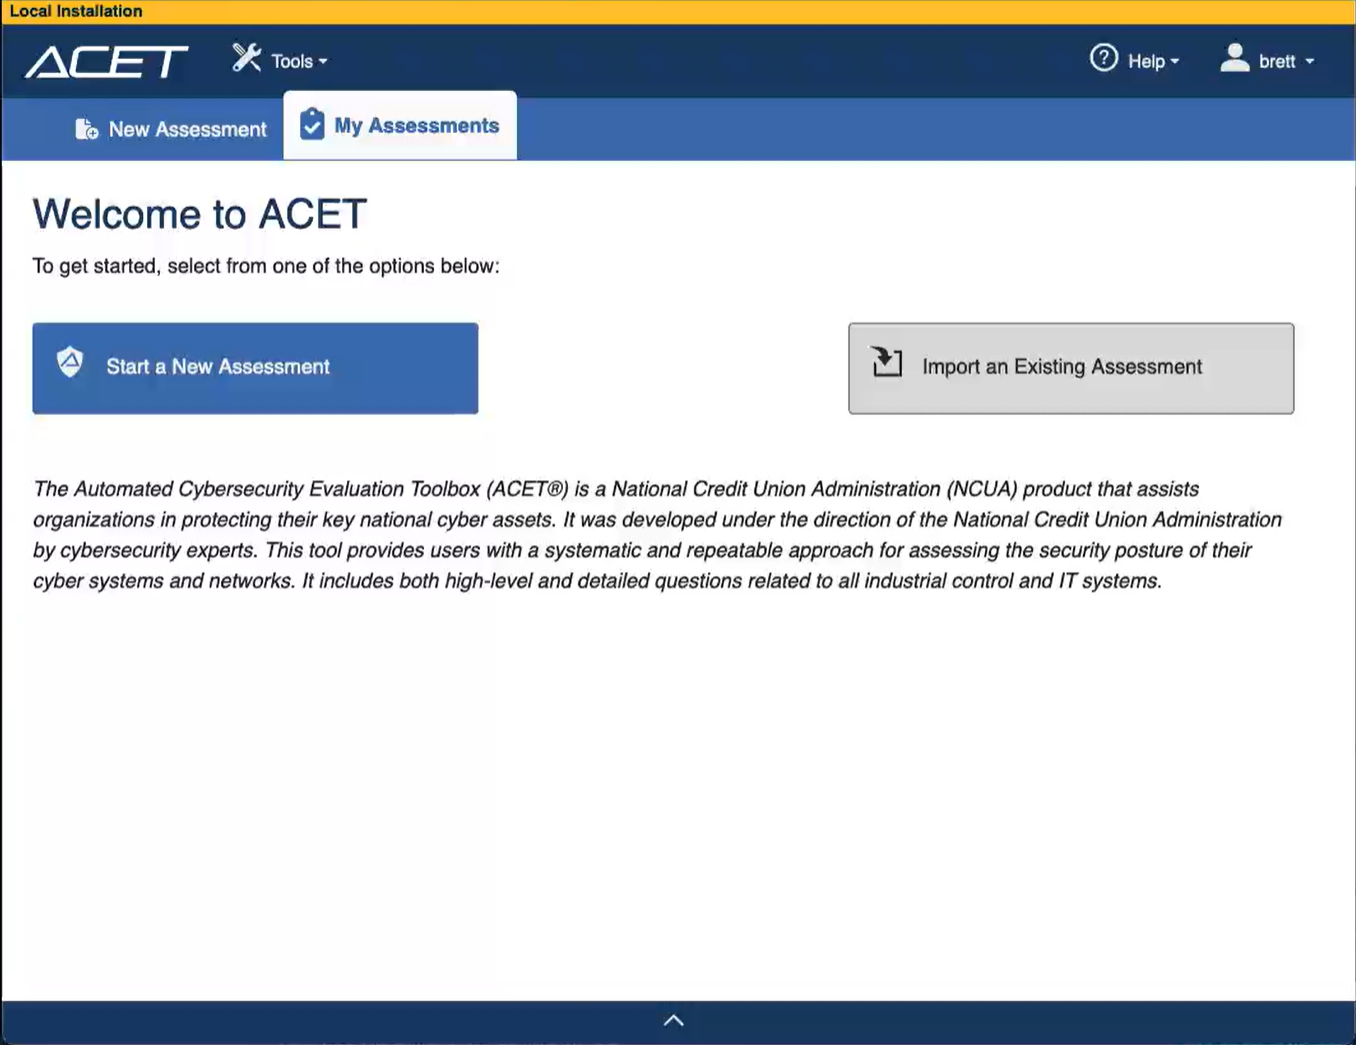 Local Installation
ACET
Tools
Help
brett
New Assessment
My Assessments
Welcome to ACET
To get started, select from one of the options below:
Start a New Assessment
Import an Existing Assessment
The Automated Cybersecurity Evaluation Toolbox (ACET®) is a National Credit Union Administration (NCUA) product that assists
organizations in protecting their key national cyber assets. It was developed under the direction of the National Credit Union Administration
by cybersecurity experts. This tool provides users with a systematic and repeatable approach for assessing the security posture of their
cyber systems and networks. It includes both high-level and detailed questions related to all industrial control and IT systems.